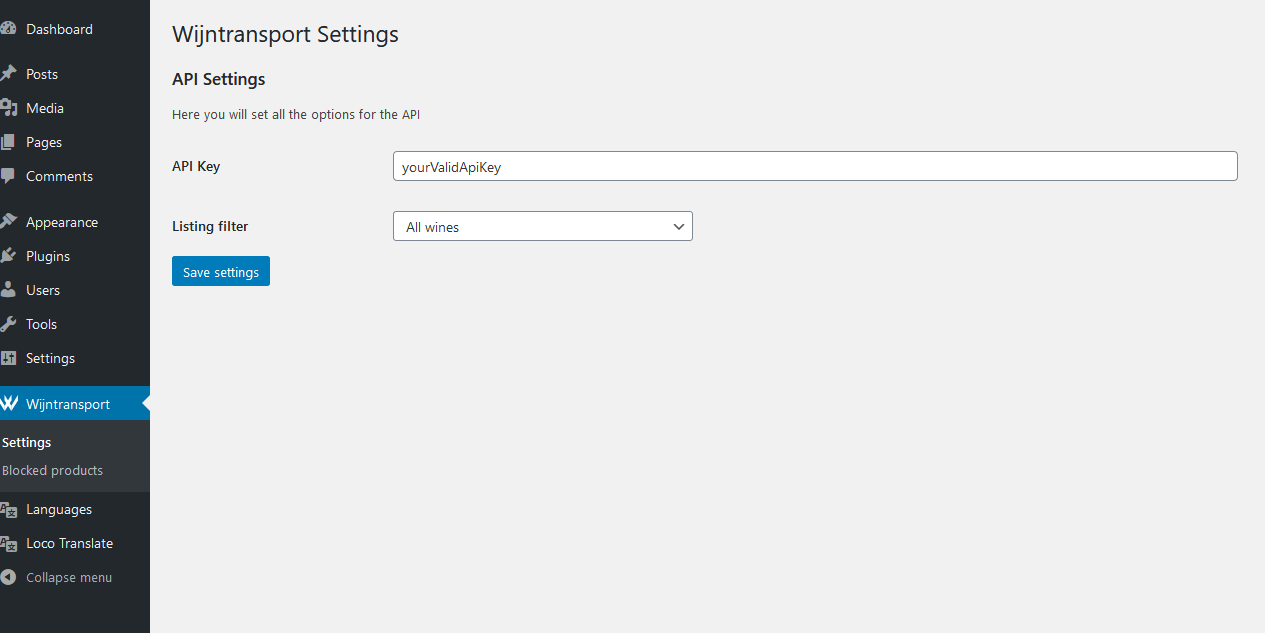 Dashboard
Posts
Media
Pages
Comments
Appearance
Plugins
Users
Tools
Settings
Wijntransport
Settings
Blocked products
Languages
Loco Translate
Collapse menu
Wijntransport Settings
API Settings
Here you will set all the options for the API
API Key
yourValidApiKey
Listing filter
All wines
Save settings